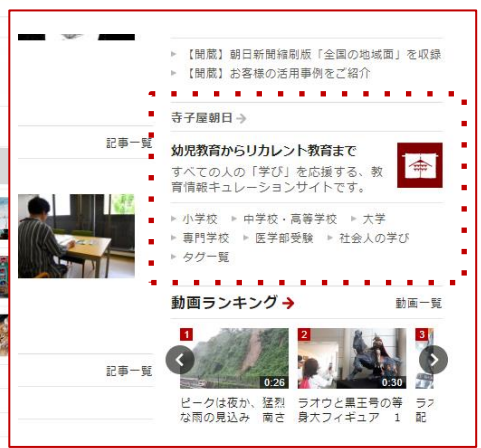 【開蔵】朝日新聞縮刷版「全国の地域面」を収録
【開蔵】お客様の活用事例をご紹介
寺子屋朝日
記事一覧
幼児教育からリカレント教育まで
すべての人の「学び」を応援する、教
育情報キュレーションサイトです。
小学校 中学校・高等学校 大学
専門学校 医学部受験 社会人の学び
タグ一覧
動画ランキング
動画一覧
1
2
3
0:26
0:30
記事一覧
ピークは夜か、猛烈
な雨の見込み 南さ
ラオウと黒王号の等
身大フィギュア 1
配